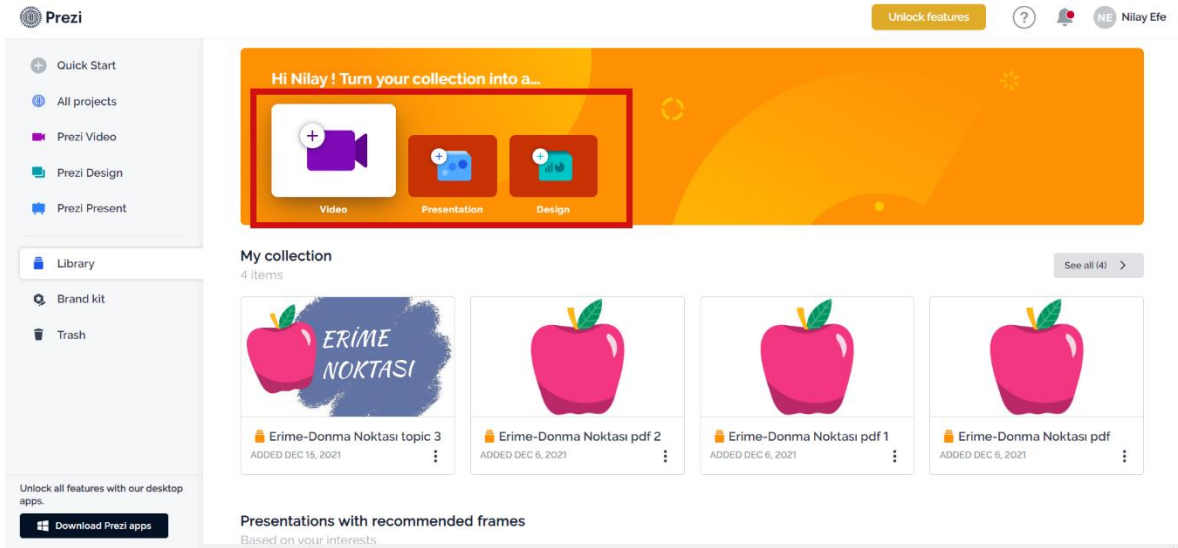 Prezi
Unlock features
?
NE
Nilay Efe
Quick Start
All projects
Prezi Video
Prezi Design
Prezi Present
Library
Brand kit
Trash
Unlock all features with our desktop
apps.
Download Prezi apps
Hi Nilay ! Turn your collection into a...
Video
Presentation
Design
My collection
4 items
See all (4)
ERİME
NOKTASI
Erime-Donma Noktası topic 3
ADDED DEC 15, 2021
Erime-Donma Noktası pdf 2
ADDED DEC 6, 2021
Erime-Donma Noktası pdf 1
ADDED DEC 6, 2021
Erime-Donma Noktası pdf
ADDED DEC 6, 2021
Presentations with recommended frames
Based on your interests